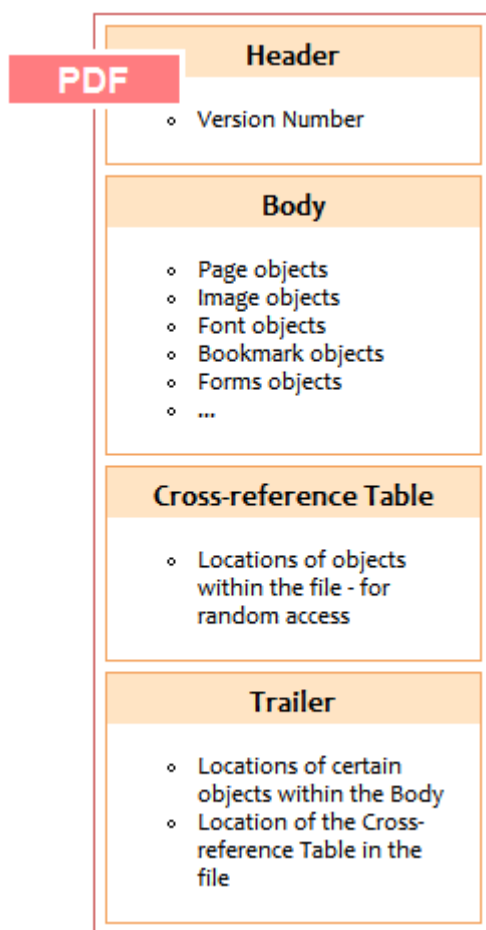 PDF
Header
Version Number
Body
Page objects
Image objects
Font objects
Bookmark objects
Forms objects
...
Cross-reference Table
Locations of objects
within the file - for
random access
Trailer
Locations of certain
objects within the Body
Location of the Cross-
reference Table in the
file